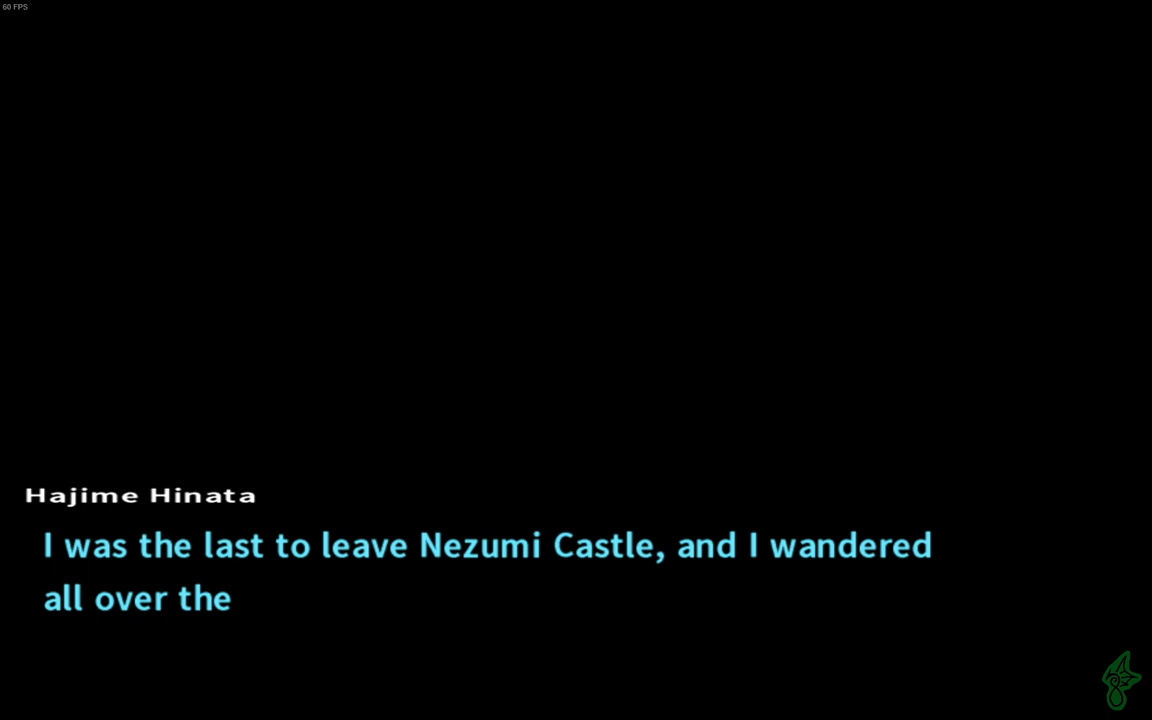 60 FPS
Hajime Hinata
I was the last to leave Nezumi Castle, and I wandered
all over the